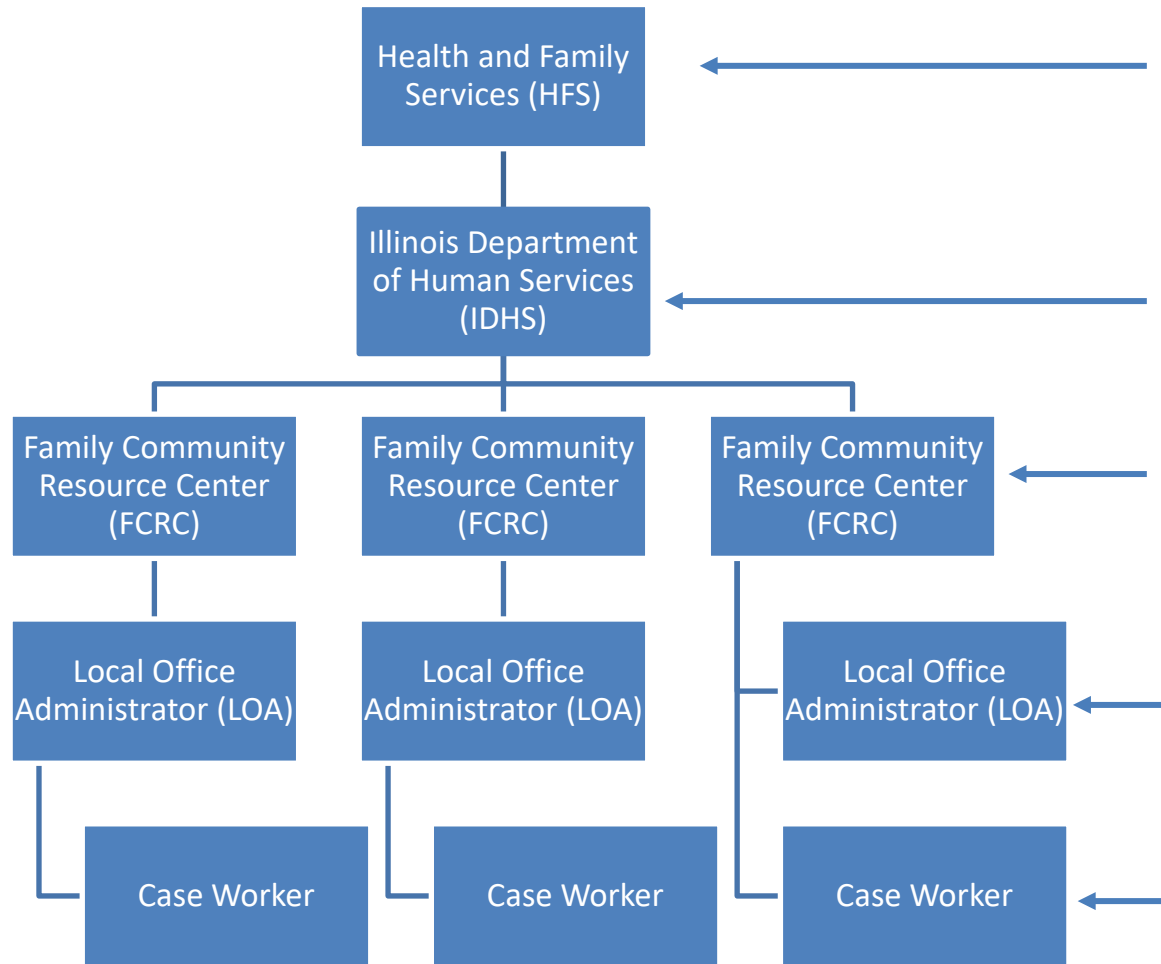 Health and Family
Services (HFS)
Illinois Department
of Human Services
(IDHS)
Family Community
Resource Center
(FCRC)
Family Community
Resource Center
(FCRC)
Family Community
Resource Center
(FCRC)
Local Office
Administrator (LOA)
Local Office
Administrator (LOA)
Local Office
Administrator (LOA)
Case Worker
Case Worker
Case Worker